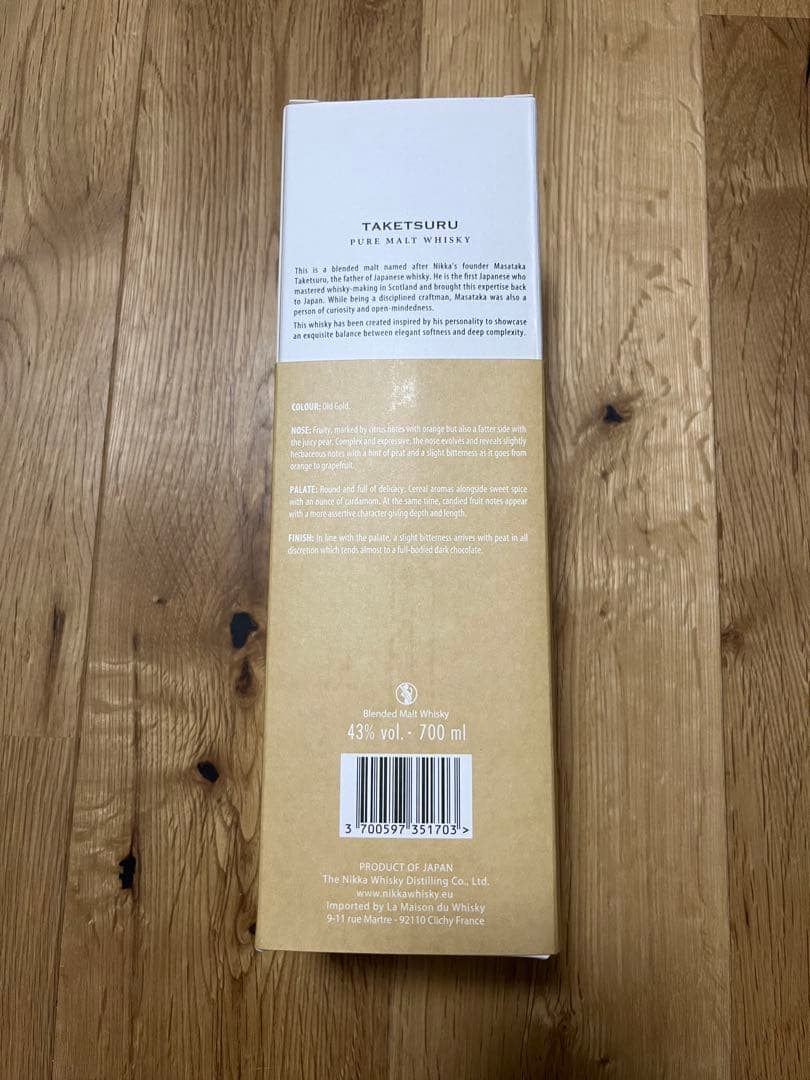 TAKETSURU
PURE MALT WHISKY
This is a blended malt named after Nikka's founder Masataka
Taketsuru, the father of Japanese whisky. He is the first Japanese who
mastered whisky-making in Scotland and brought this expertise back
to Japan. While being a disciplined craftman, Masataka was also a
person of curiosity and open-mindedness.
This whisky has been created inspired by his personality to showcase
an exquisite balance between elegant softness and deep complexity.
COLOUR: Old Gold.
NOSE: Fruity, marked by citrus notes with orange but also a fatter side with
the juicy pear. Complex and expressive, the nose evolves and reveals slightly
herbaceous notes with a hint of peat and a slight bitterness as it goes from
orange to grapefruit.
PALATE: Round and full of delicacy. Cereal aromas alongside sweet spice
with an ounce of cardamom. At the same time, candied fruit notes appear
with a more assertive character giving depth and length.
FINISH: In line with the palate, a slight bitterness arrives with peat in all
discretion which tends almost to a full-bodied dark chocolate.
Blended Malt Whisky
43% vol. - 700 ml
3 700597 351703 >
PRODUCT OF JAPAN
The Nikka Whisky Distilling Co., Ltd.
www.nikkawhisky.eu
Imported by La Maison du Whisky
9-11 rue Martre - 92110 Clichy France